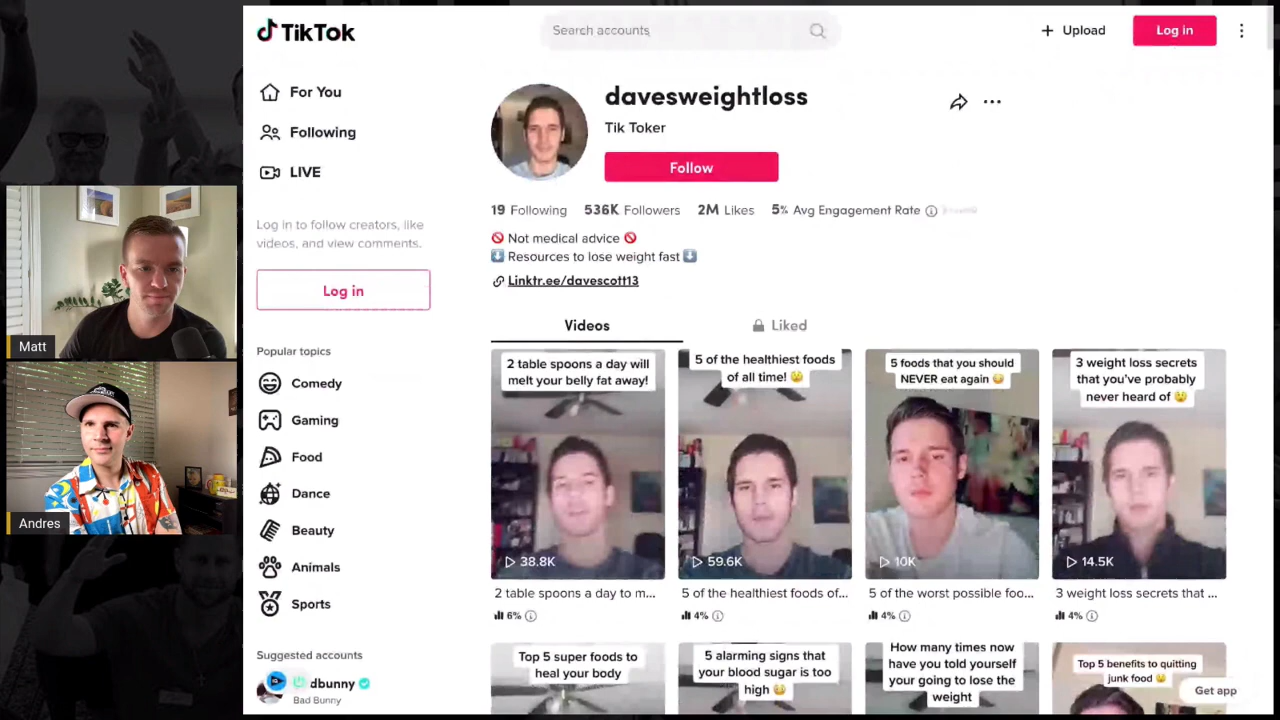 TikTok
Search accounts
Upload
Log in
For You
Following
LIVE
Log in to follow creators, like
videos, and view comments.
Log in
Popular topics
Comedy
Gaming
Food
Dance
Beauty
Animals
Sports
Suggested accounts
dbunny
Bad Bunny
davesweightloss
Tik Toker
Follow
19 Following 536K Followers 2M Likes 5% Avg Engagement Rate
🚫 Not medical advice 🚫
⬇️ Resources to lose weight fast ⬇️
Linktr.ee/davescott13
Videos
Liked
2 table spoons a day will
melt your belly fat away!
38.8K
2 table spoons a day to m...
6%
5 of the healthiest foods
of all time!
59.6K
5 of the healthiest foods of...
4%
5 foods that you should
NEVER eat again
10K
5 of the worst possible foo...
4%
3 weight loss secrets
that you've probably
never heard of
14.5K
3 weight loss secrets that ...
4%
Top 5 super foods to
heal your body
5 alarming signs that
your blood sugar is too
high
How many times now
have you told yourself
your going to lose the
weight
Top 5 benefits to quitting
junk food
Get app
Matt
Andres